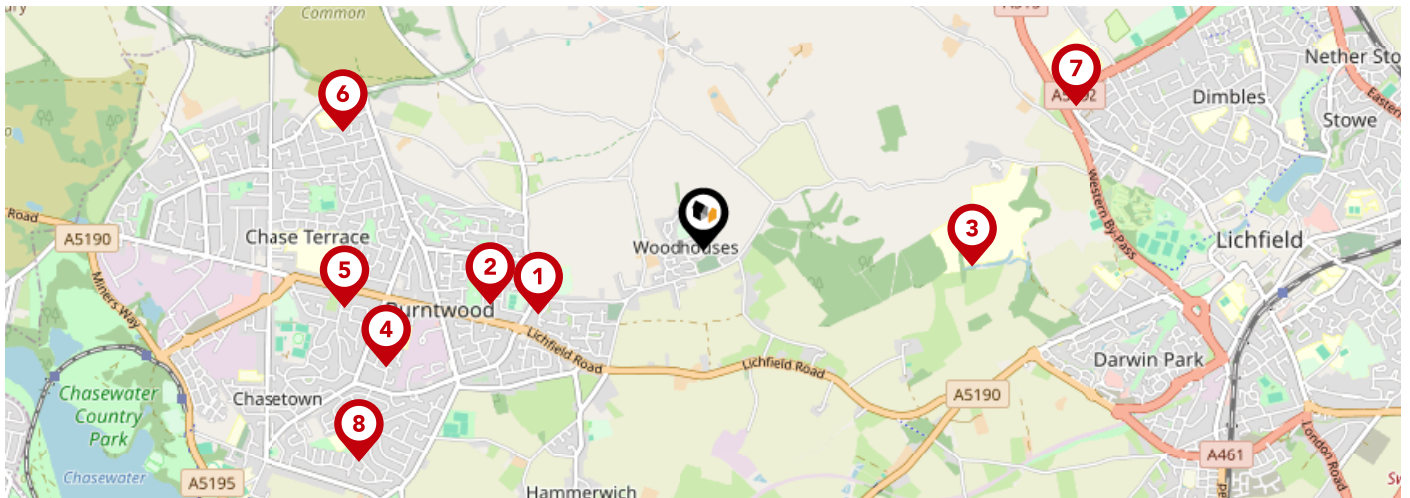 Common
A5192
7
Nether Sto
Dimbles
Eastern
6
Stowe
Road
A5190
Chase Terrace
Woodhouses
3
Western By-Pass
Lichfield
Miners Way
5
2
1
Burntwood
4
Lichfield Road
Lichfield Road
Darwin Park
Chasewater
Country
Park
Chasetown
A5190
8
London Road
A461
Chasewater
A5195
Hammerwich